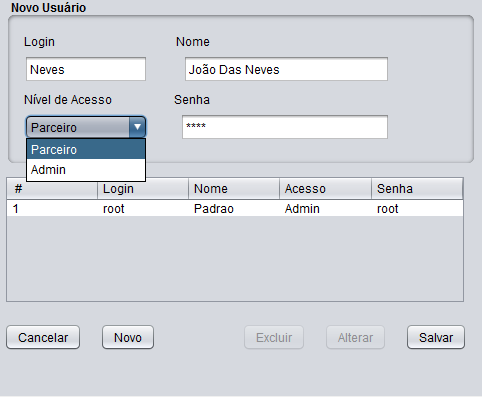 Novo Usuário
Login Nome
Neves João Das Neves
Nível de Acesso Senha
Parceiro ****
Parceiro
Admin
# Login Nome Acesso Senha
1 root Padrao Admin root
Cancelar Novo Excluir Alterar Salvar